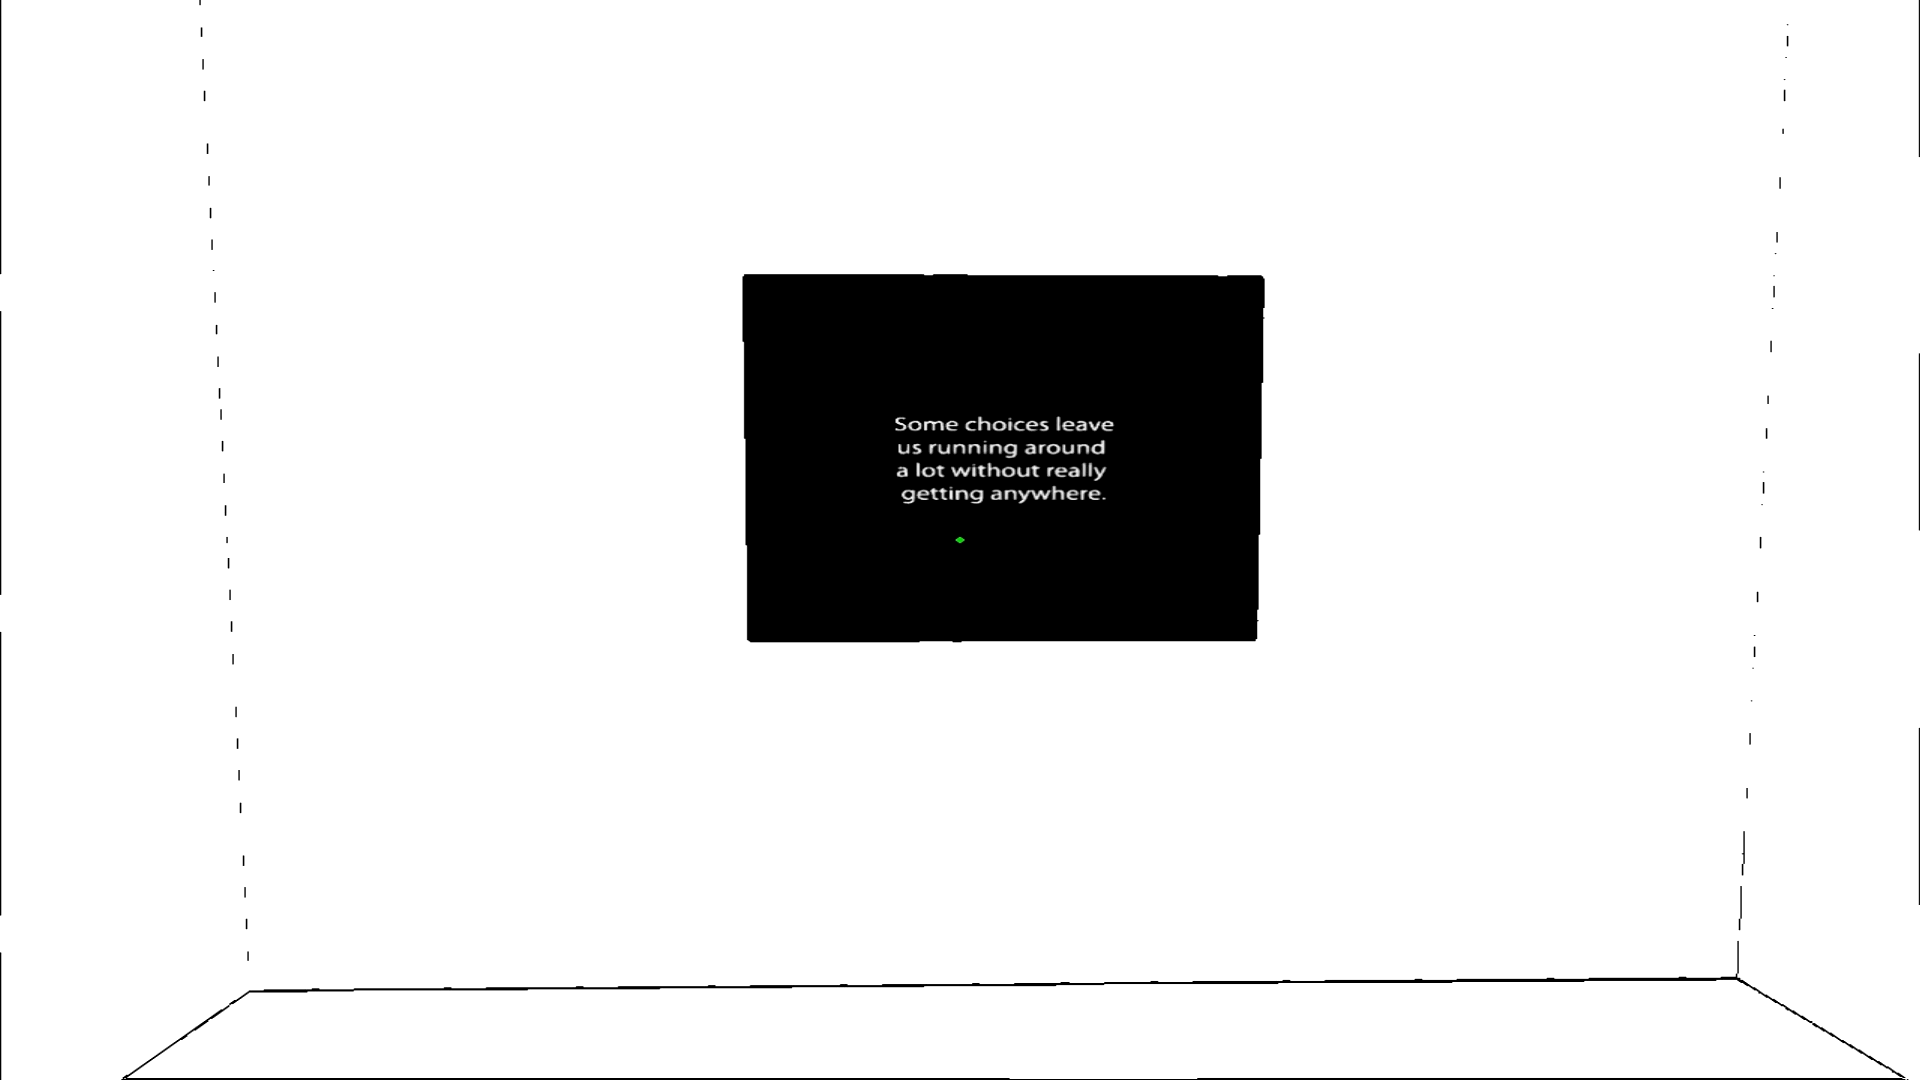 Some choices leave
us running around
a lot without really
getting anywhere.